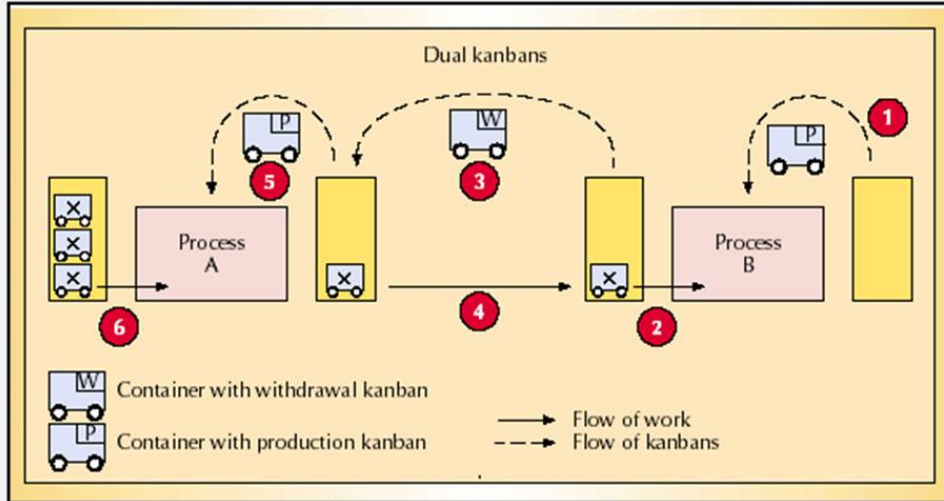 Dual kanbans
P
W
P
1
5
3
X
X
X
Process
A
X
X
Process
B
6
4
2
W
Container with withdrawal kanban
P
Container with production kanban
Flow of work
Flow of kanbans